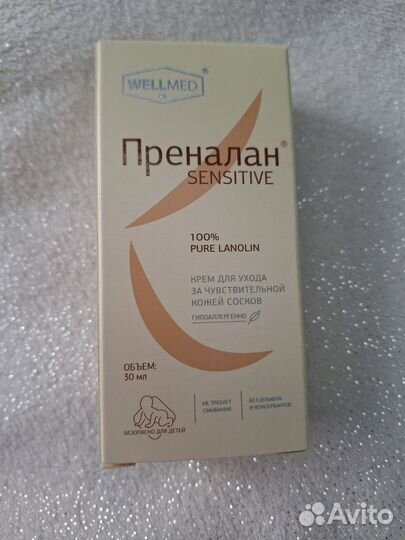 WELLMED
Преналан®
SENSITIVE
100%
PURE LANOLIN
КРЕМ ДЛЯ УХОДА
ЗА ЧУВСТВИТЕЛЬНОЙ
КОЖЕЙ СОСКОВ
ГИПОАЛЛЕРГЕННО
ОБЪЕМ:
30 мл
БЕЗОПАСНО ДЛЯ ДЕТЕЙ
НЕ ТРЕБУЕТ
СМЫВАНИЯ
БЕЗ ДОБАВОК
И КОНСЕРВАНТОВ
Avito